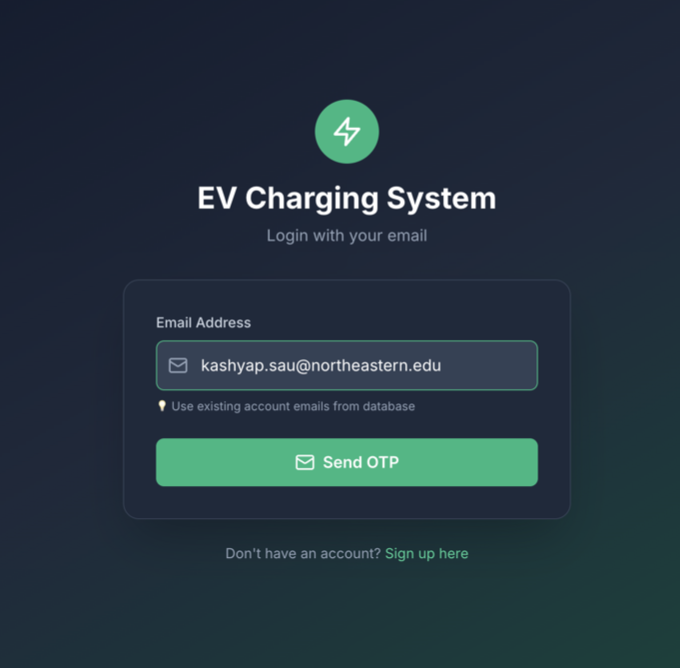 EV Charging System
Login with your email
Email Address
kashyap.sau@northeastern.edu
Use existing account emails from database
Send OTP
Don't have an account? Sign up here